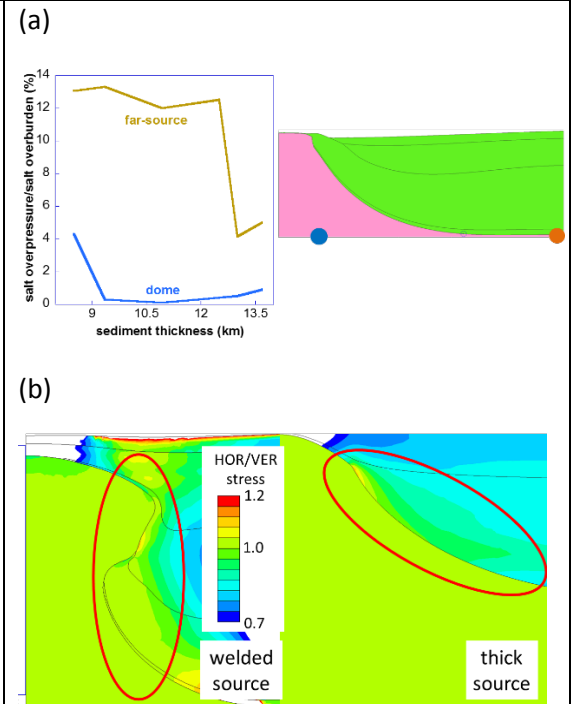 (a)
salt overpressure/salt overburden (%)
14
12
10
8
6
4
2
0
far-source
dome
9
10.5
12
13.5
sediment thickness (km)
(b)
HOR/VER
stress
1.2
1.0
0.7
welded
source
thick
source